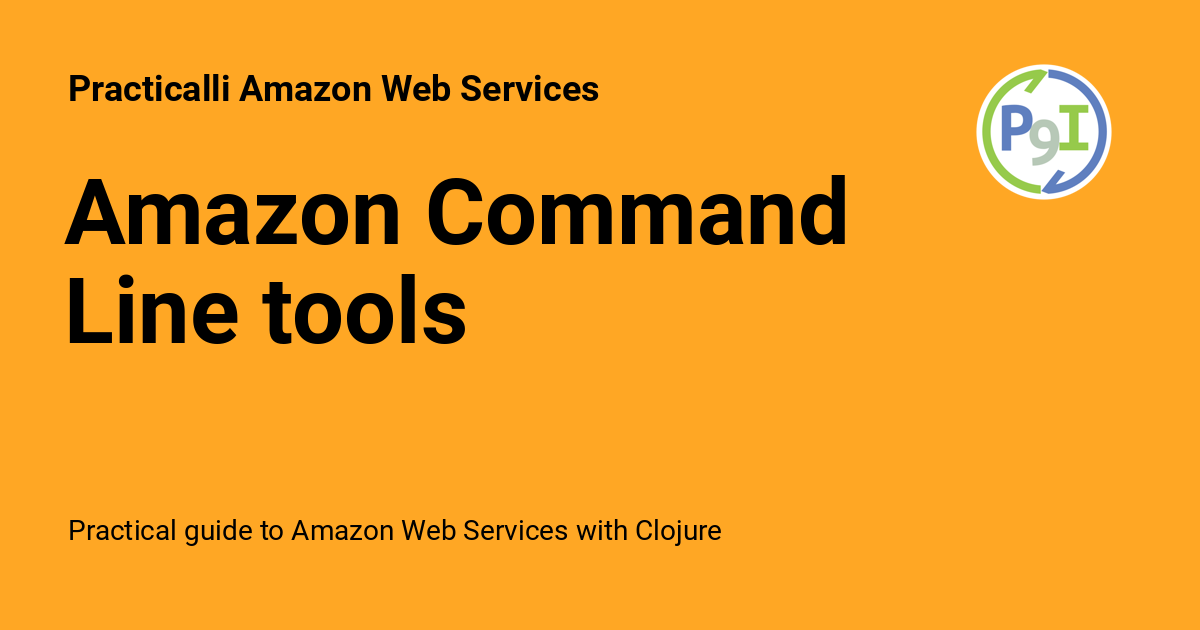 Practicalli Amazon Web Services
P9I
Amazon Command
Line tools
Practical guide to Amazon Web Services with Clojure